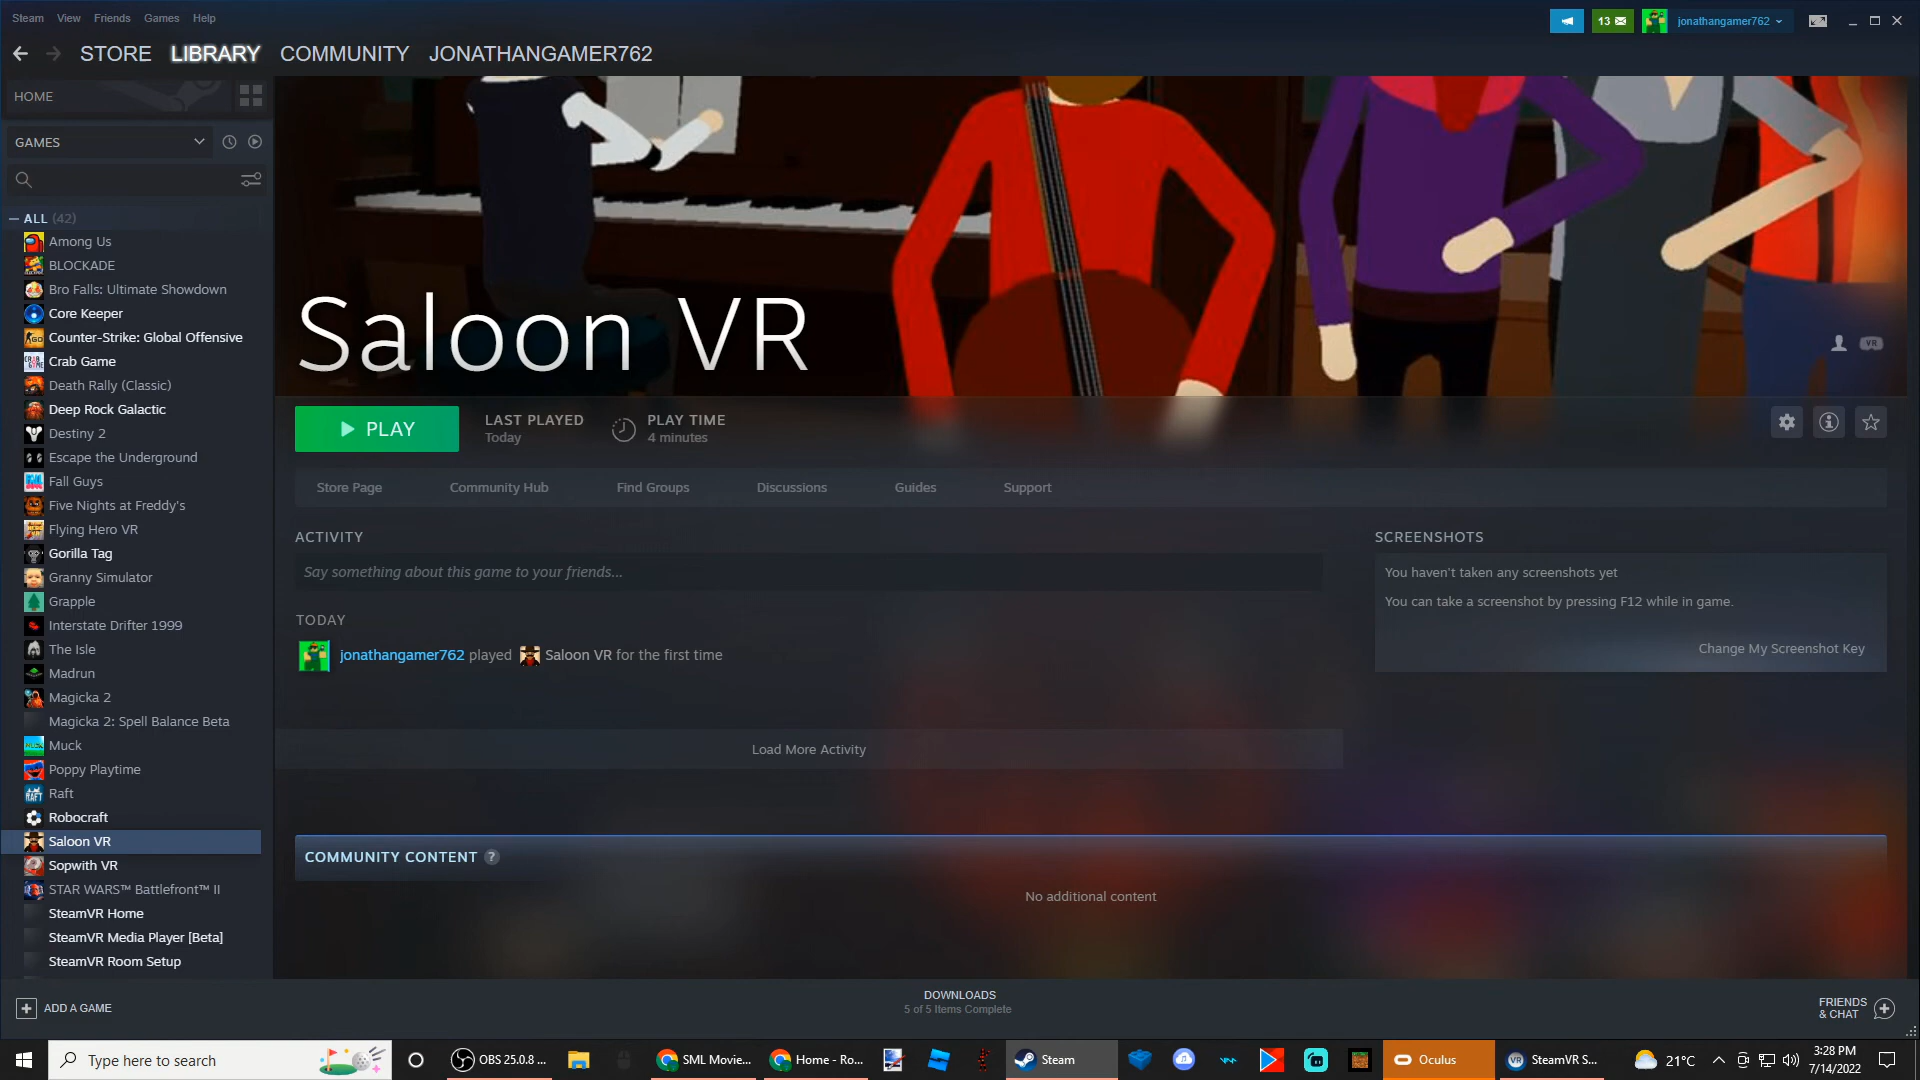 Steam View Friends Games Help
13 jonathangamer762
STORE LIBRARY COMMUNITY JONATHANGAMER762
HOME
GAMES
ALL (42)
Among Us
BLOCKADE
Bro Falls: Ultimate Showdown
Core Keeper
Counter-Strike: Global Offensive
Crab Game
Death Rally (Classic)
Deep Rock Galactic
Destiny 2
Escape the Underground
Fall Guys
Five Nights at Freddy's
Flying Hero VR
Gorilla Tag
Granny Simulator
Grapple
Interstate Drifter 1999
The Isle
Madrun
Magicka 2
Magicka 2: Spell Balance Beta
Muck
Poppy Playtime
Raft
Robocraft
Saloon VR
Sopwith VR
STAR WARS™ Battlefront™ II
SteamVR Home
SteamVR Media Player [Beta]
SteamVR Room Setup
Saloon VR
VR
PLAY
LAST PLAYED
Today
PLAY TIME
4 minutes
Store Page Community Hub Find Groups Discussions Guides Support
ACTIVITY
Say something about this game to your friends...
TODAY
jonathangamer762 played Saloon VR for the first time
Load More Activity
SCREENSHOTS
You haven't taken any screenshots yet
You can take a screenshot by pressing F12 while in game.
Change My Screenshot Key
COMMUNITY CONTENT ?
No additional content
ADD A GAME
DOWNLOADS
5 of 5 Items Complete
FRIENDS
& CHAT
Type here to search
OBS 25.0.8 ...
SML Movie...
Home - Ro...
Steam
Oculus
SteamVR S...
21°C
3:28 PM
7/14/2022